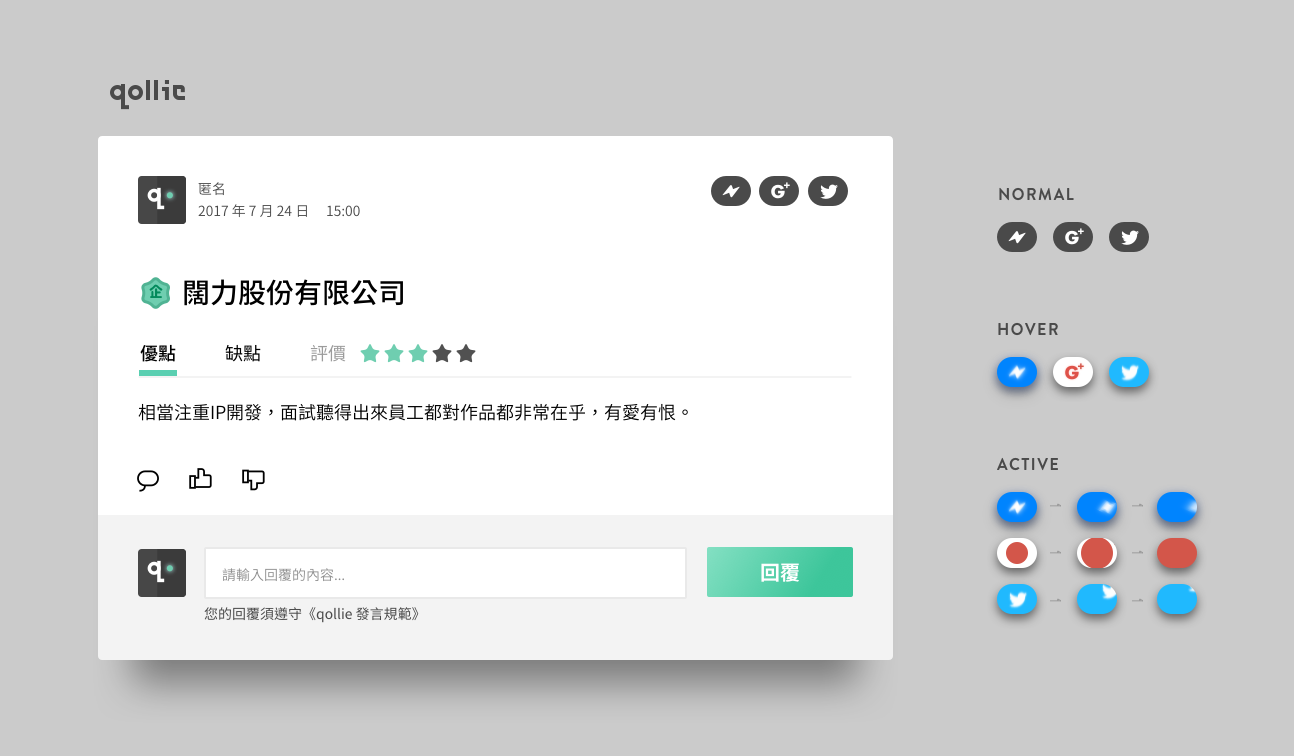 qollie
q.
匿名
2017 年 7 月 24 日 15:00
G+
企
闊力股份有限公司
優點 缺點 評價
相當注重IP開發，面試聽得出來員工都對作品都非常在乎，有愛有恨。
q.
請輸入回覆的內容...
回覆
您的回覆須遵守《qollie 發言規範》
NORMAL
G+
HOVER
G+
ACTIVE